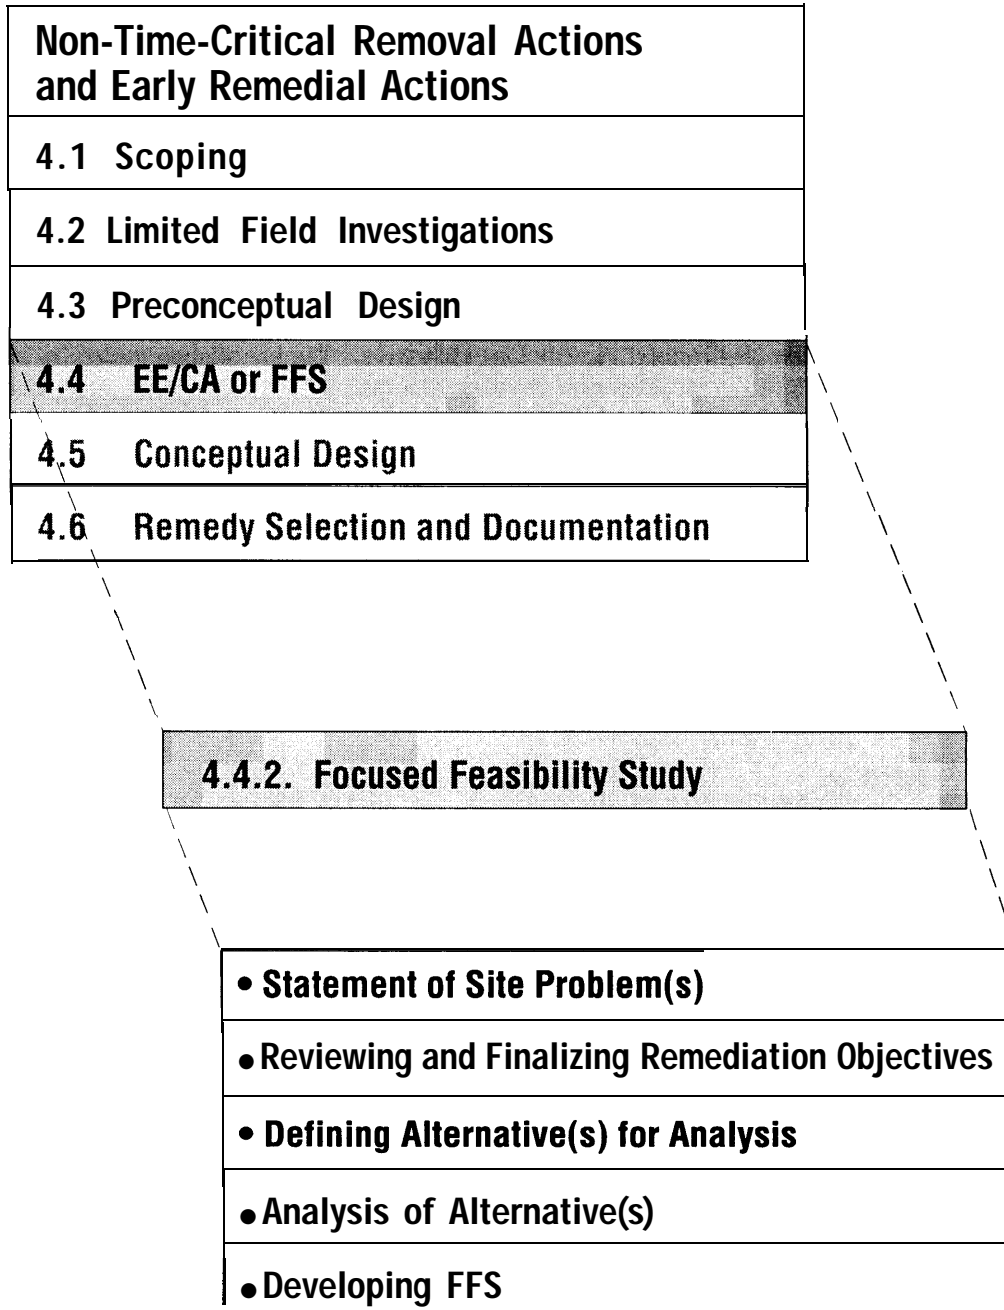 Non-Time-Critical Removal Actions
and Early Remedial Actions
4.1 Scoping
4.2 Limited Field Investigations
4.3 Preconceptual Design
4.4 EE/CA or FFS
4.5 Conceptual Design
4.6 Remedy Selection and Documentation
4.4.2. Focused Feasibility Study
• Statement of Site Problem(s)
• Reviewing and Finalizing Remediation Objectives
• Defining Alternative(s) for Analysis
• Analysis of Alternative(s)
• Developing FFS